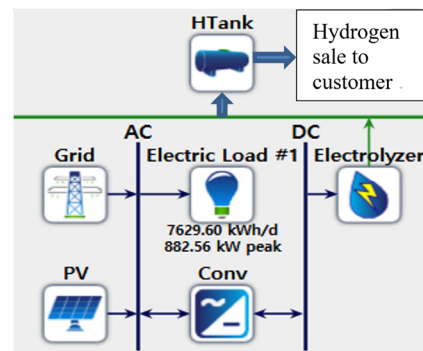 HTank
Hydrogen
sale to
customer .
AC
DC
Grid
Electric Load #1
Electrolyzer
7629.60 kWh/d
882.56 kW peak
PV
Conv